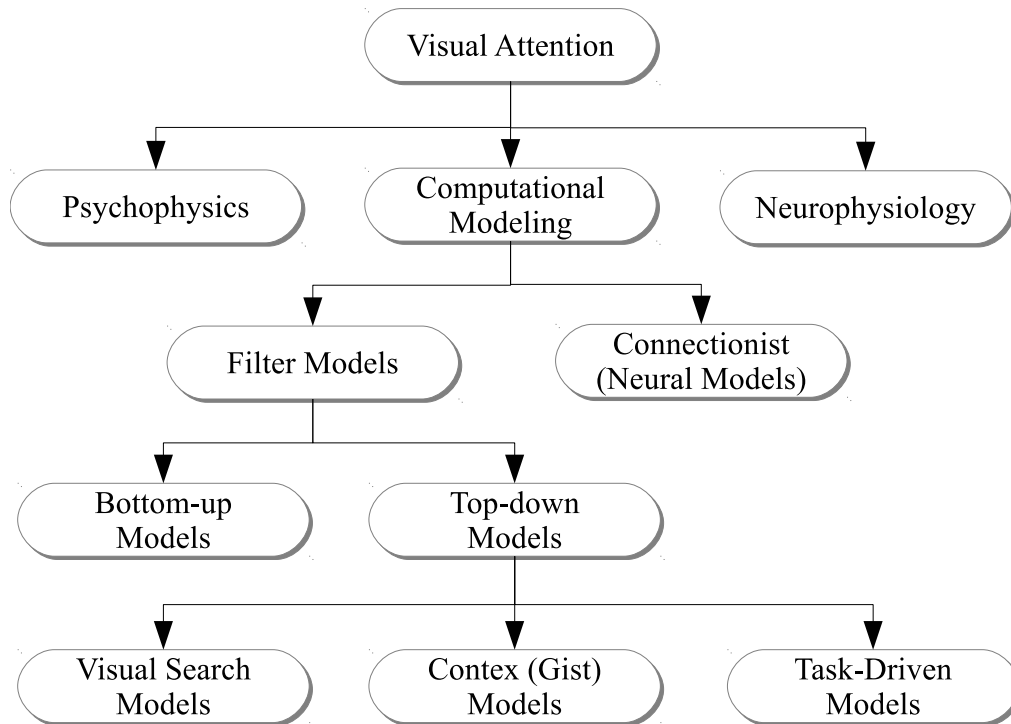 Visual Attention
Psychophysics
Computational
Modeling
Neurophysiology
Filter Models
Connectionist
(Neural Models)
Bottom-up
Models
Top-down
Models
Visual Search
Models
Contex (Gist)
Models
Task-Driven
Models